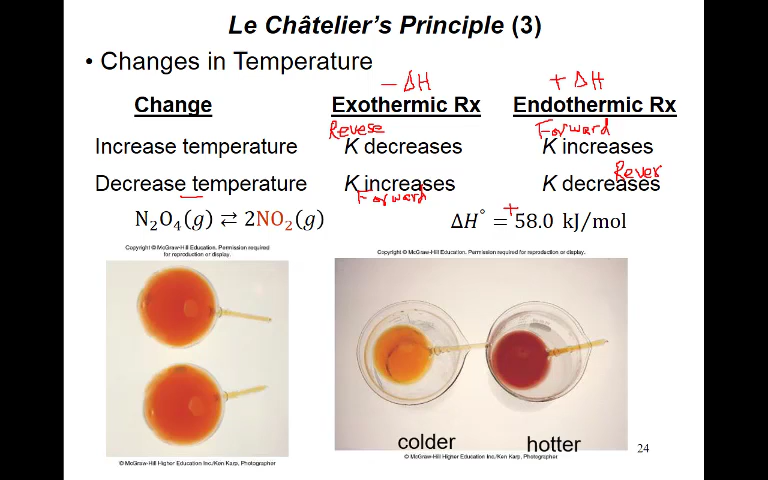 Le Châtelier's Principle (3)
• Changes in Temperature
− ΔH + ΔH
Change Exothermic Rx Endothermic Rx
Revese Forward
Increase temperature K decreases K increases
Rever
Decrease temperature K increases K decreases
Forward
N₂O₄(g) ⇄ 2NO₂(g) ΔH° = +58.0 kJ/mol
Copyright © McGraw-Hill Education. Permission required
for reproduction or display.
Copyright © McGraw-Hill Education. Permission required for reproduction or display.
colder hotter
24
© McGraw-Hill Higher Education Inc./Ken Karp, Photographer
© McGraw-Hill Higher Education Inc./Ken Karp, Photographer